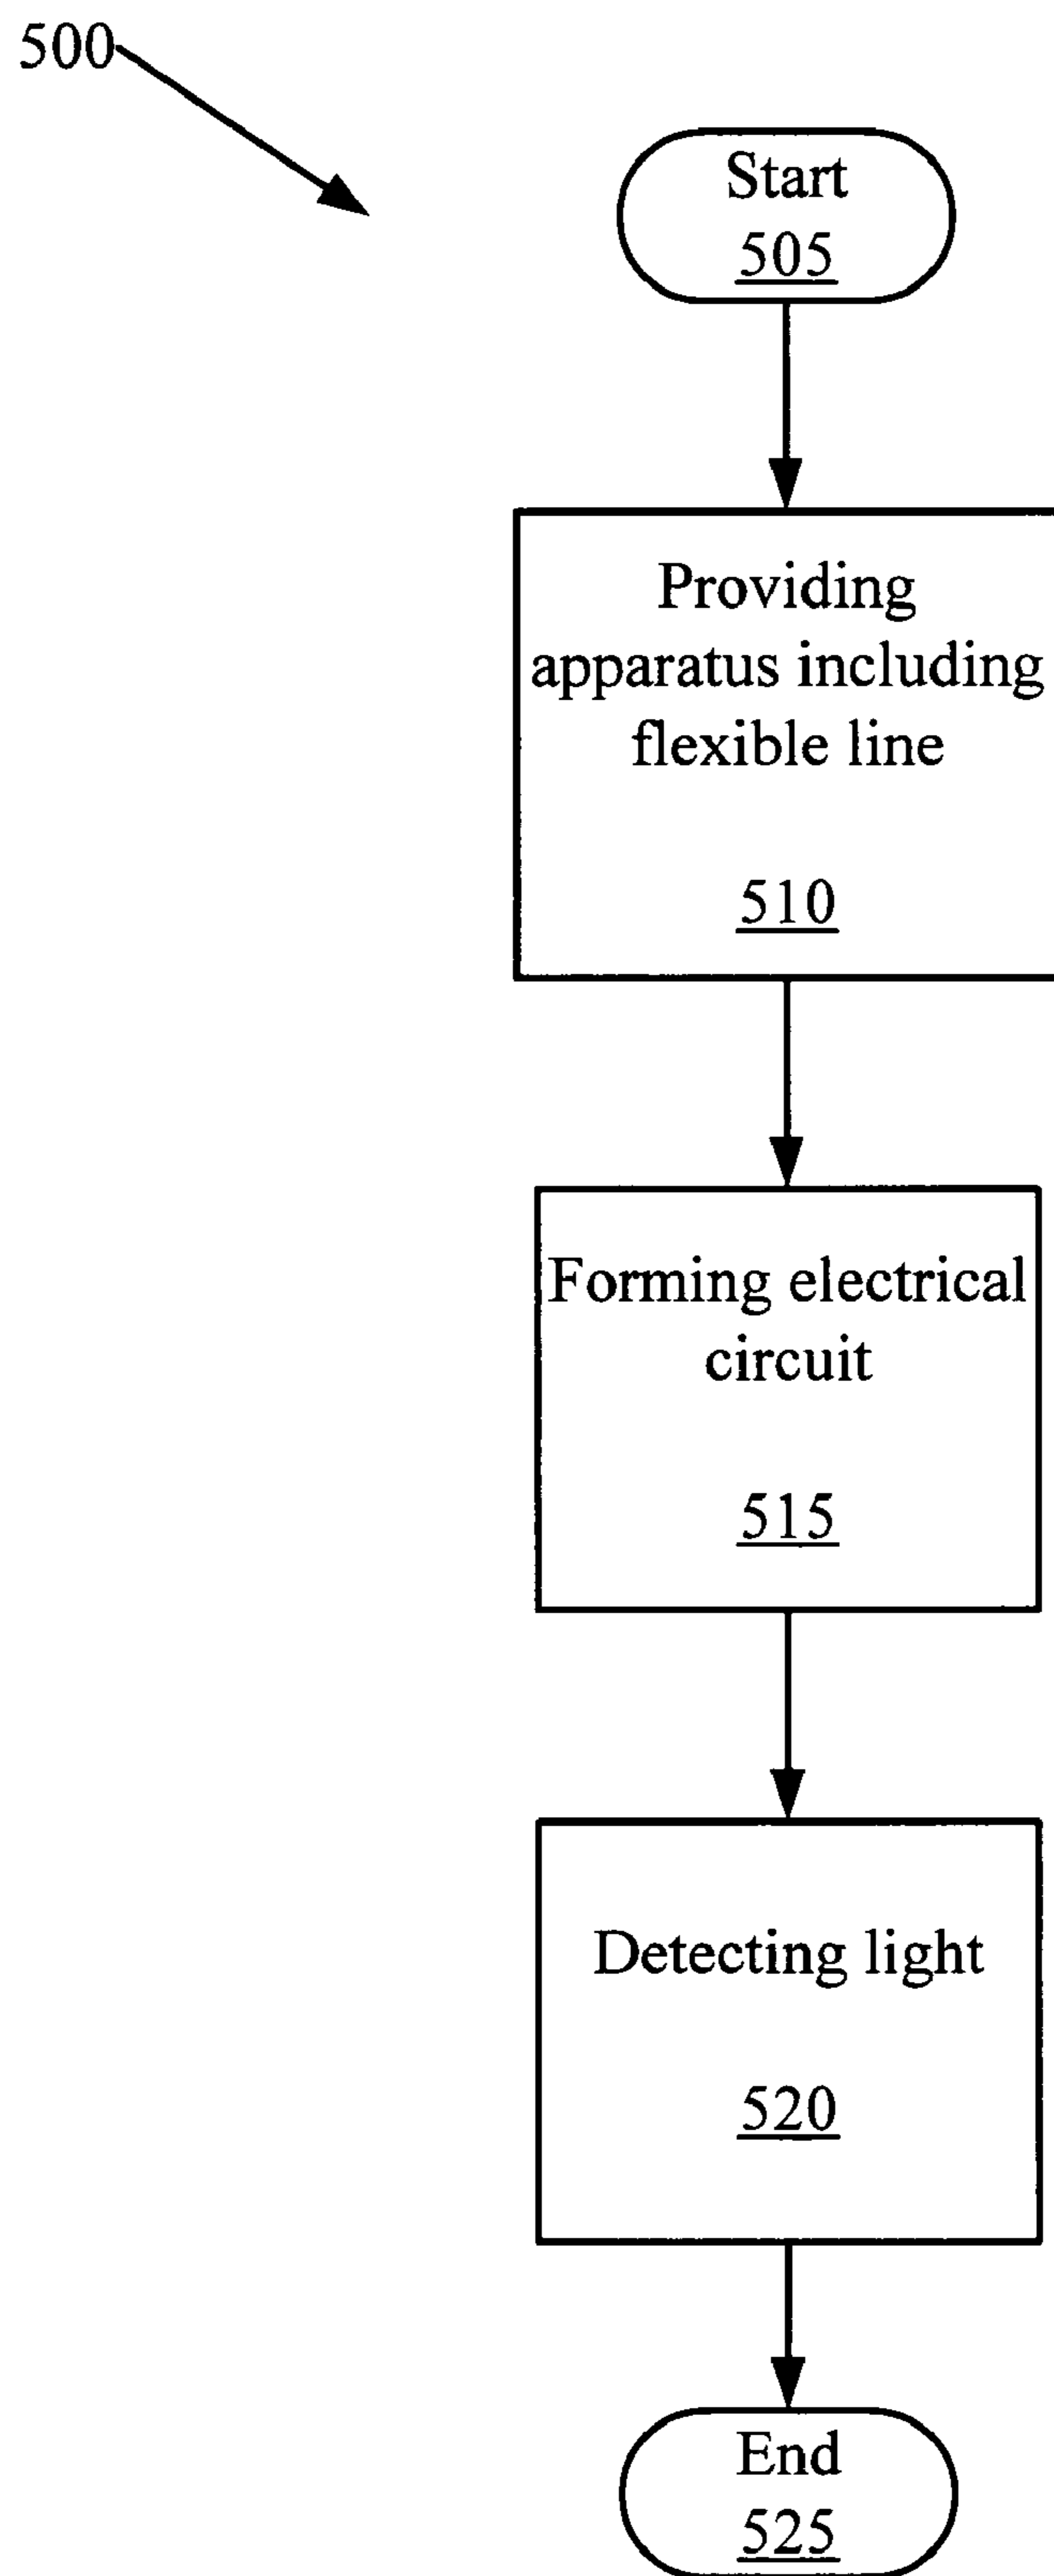 500
Start
505
Providing
apparatus including
flexible line
510
Forming electrical
circuit
515
Detecting light
520
End
525